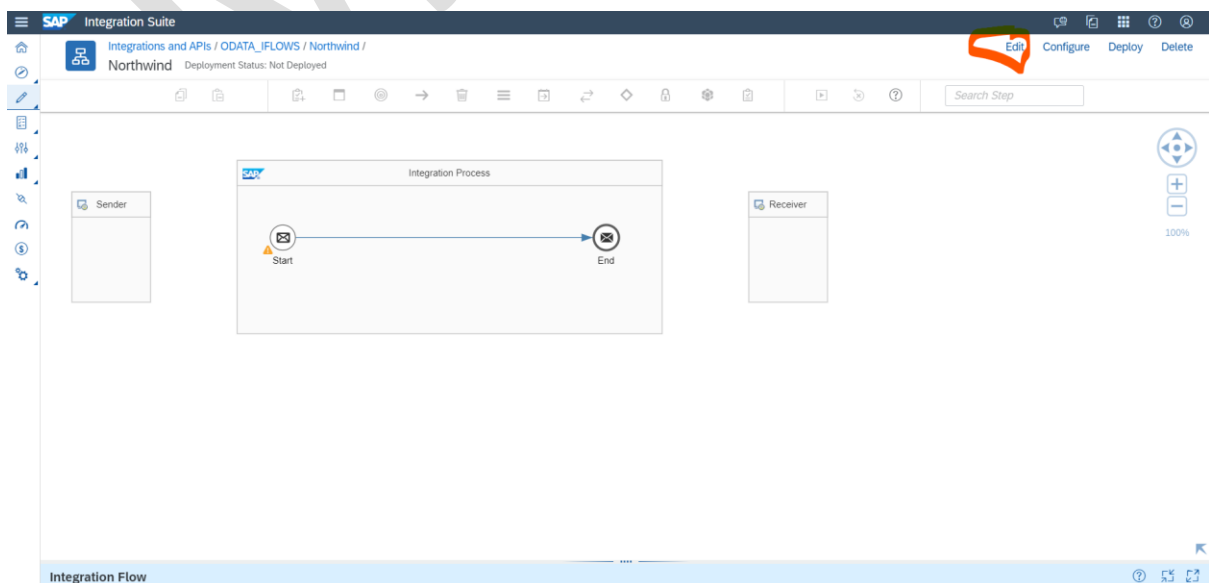 SAP Integration Suite
Integrations and APIs / ODATA_IFLOWS / Northwind /
Edit Configure Deploy Delete
Northwind Deployment Status: Not Deployed
Search Step
SAP Integration Process
Sender
Receiver
Start
End
100%
Integration Flow